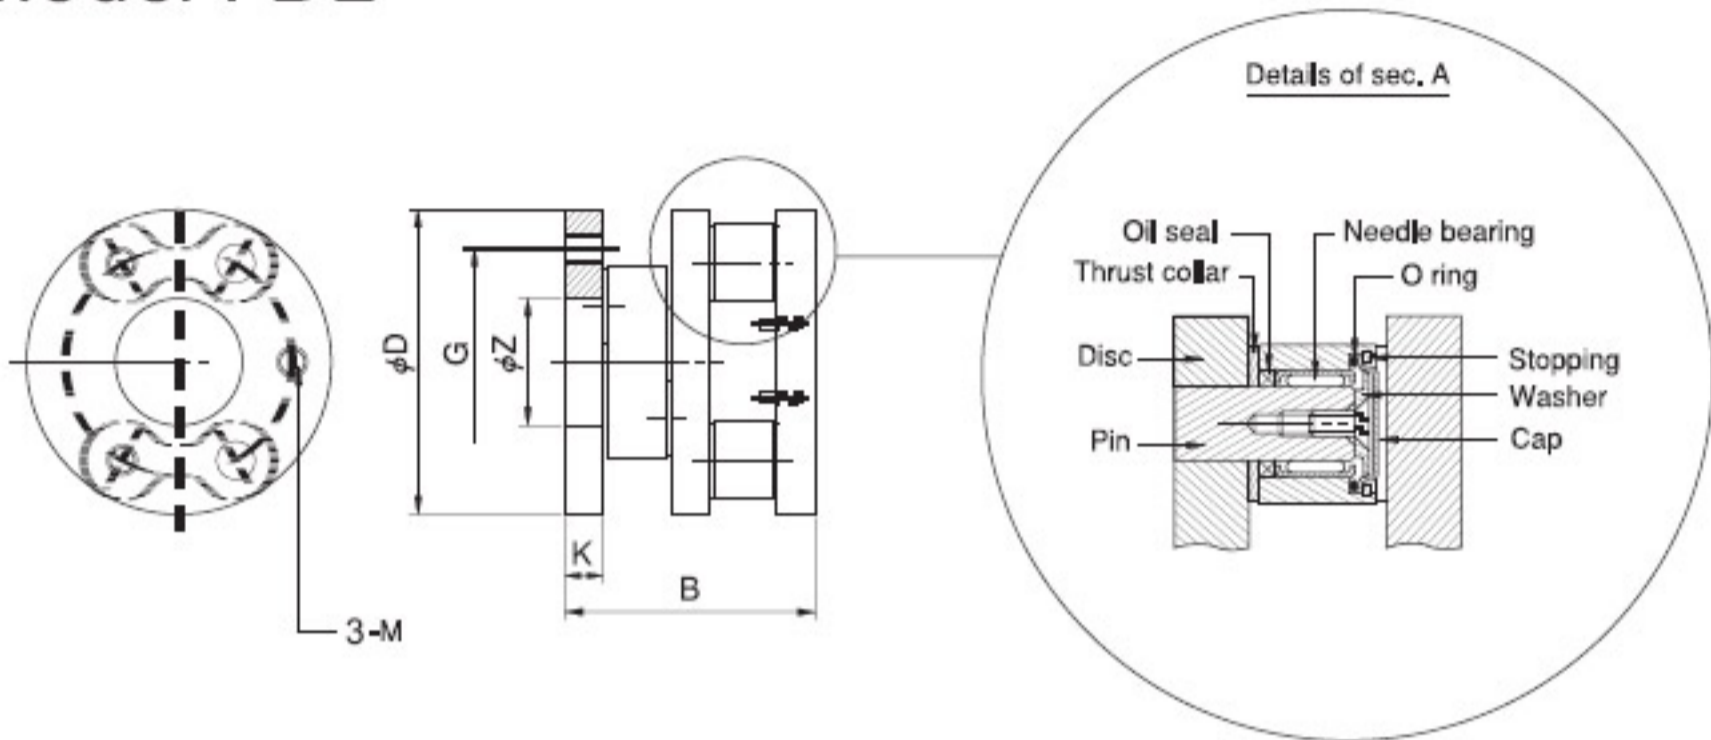 Details of sec. A
Oil seal
Needle bearing
Thrust collar
O ring
Disc
Stopping
Washer
Pin
Cap
φD
G
φZ
K
B
3-M